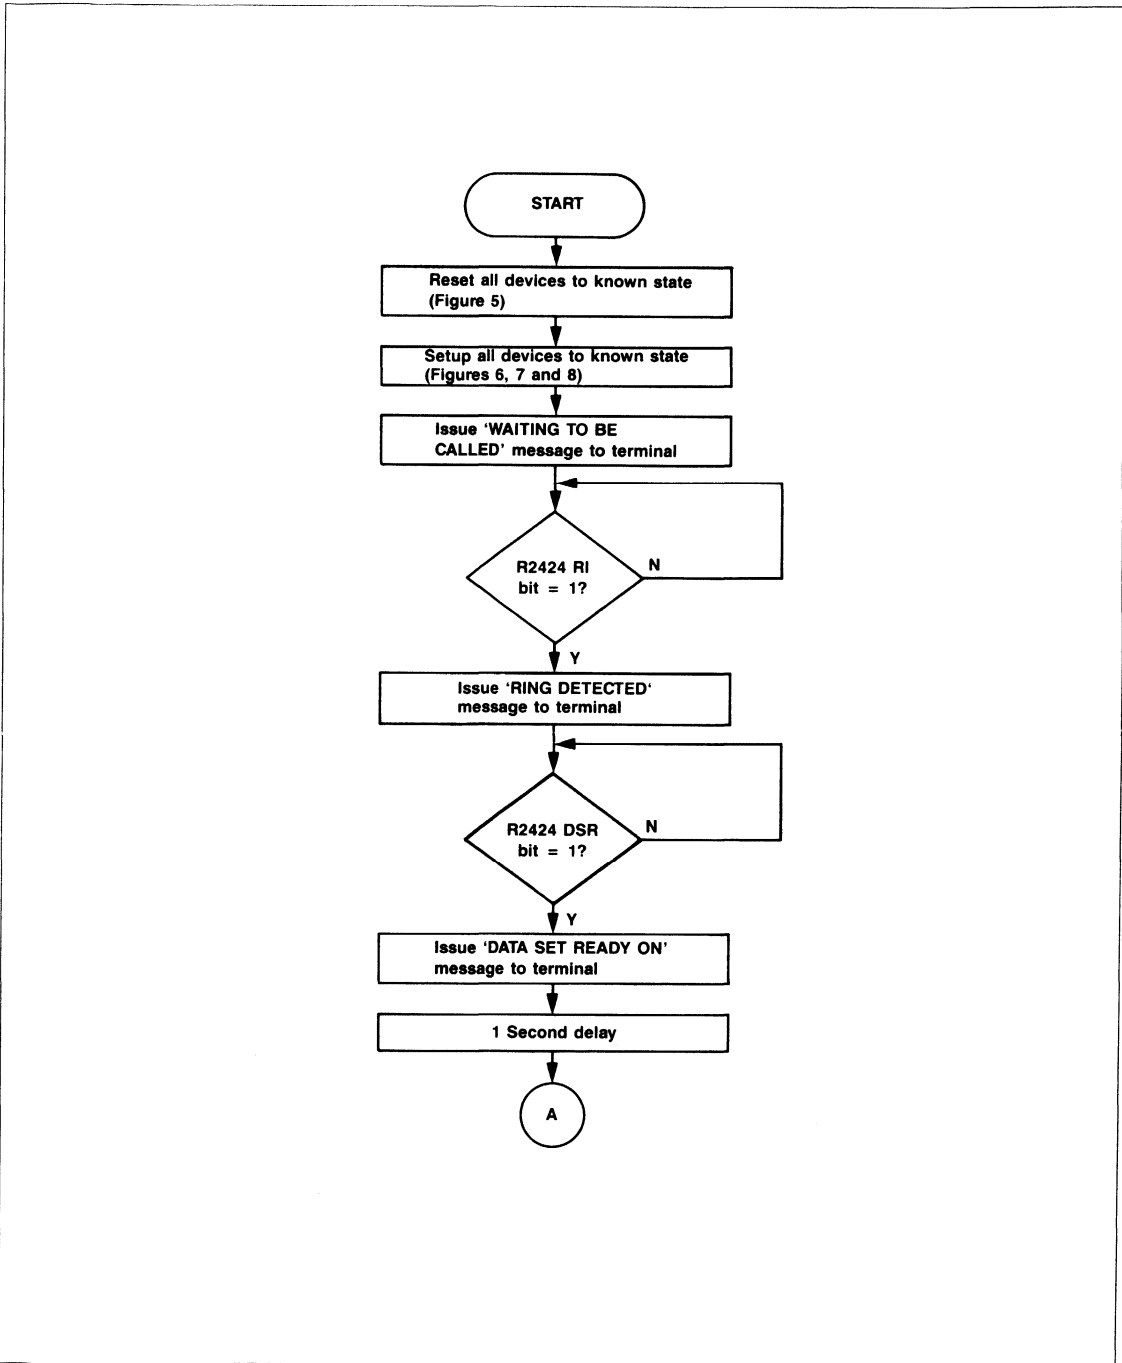 START
Reset all devices to known state
(Figure 5)
Setup all devices to known state
(Figures 6, 7 and 8)
Issue ‘WAITING TO BE
CALLED’ message to terminal
R2424 RI
bit = 1?
N
Y
Issue ‘RING DETECTED‘
message to terminal
R2424 DSR
bit = 1?
N
Y
Issue ‘DATA SET READY ON’
message to terminal
1 Second delay
A